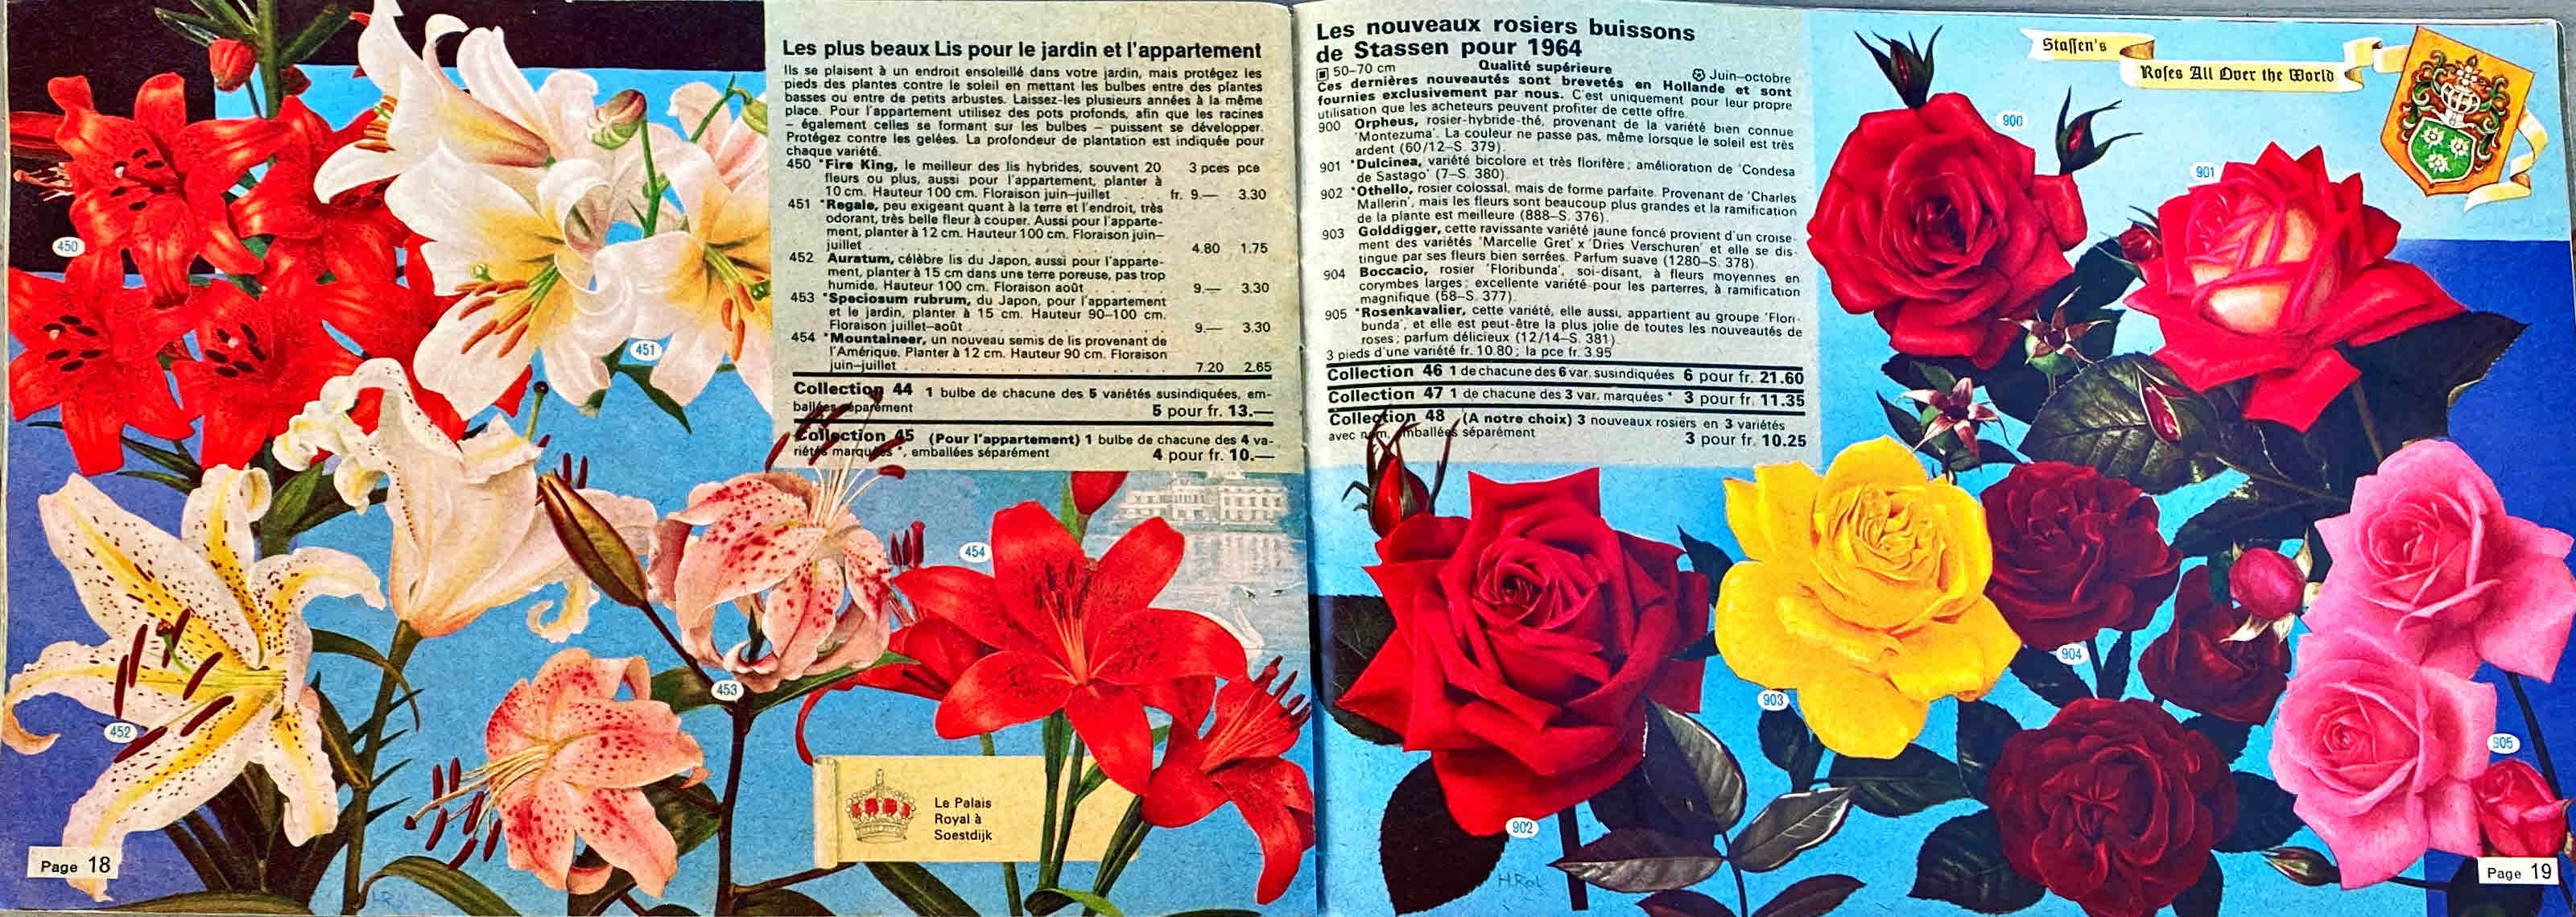 Les plus beaux Lis pour le jardin et l'appartement
Ils se plaisent à un endroit ensoleillé dans votre jardin, mais protégez les
pieds des plantes contre le soleil en mettant les bulbes entre des plantes
basses ou entre de petits arbustes. Laissez-les plusieurs années à la même
place. Pour l'appartement utilisez des pots profonds, afin que les racines
– également celles se formant sur les bulbes – puissent se développer.
Protégez contre les gelées. La profondeur de plantation est indiquée pour
chaque variété.
3 pces pce
450 *Fire King, le meilleur des lis hybrides, souvent 20
fleurs ou plus, aussi pour l'appartement, planter à
10 cm. Hauteur 100 cm. Floraison juin–juillet . . . fr. 9.— 3.30
451 *Regale, peu exigeant quant à la terre et l'endroit, très
odorant, très belle fleur à couper. Aussi pour l'apparte-
ment, planter à 12 cm. Hauteur 100 cm. Floraison juin–
juillet . . . 4.80 1.75
452 Auratum, célèbre lis du Japon, aussi pour l'apparte-
ment, planter à 15 cm dans une terre poreuse, pas trop
humide. Hauteur 100 cm. Floraison août . . . 9.— 3.30
453 *Speciosum rubrum, du Japon, pour l'appartement
et le jardin, planter à 15 cm. Hauteur 90–100 cm.
Floraison juillet–août . . . 9.— 3.30
454 *Mountaineer, un nouveau semis de lis provenant de
l'Amérique. Planter à 12 cm. Hauteur 90 cm. Floraison
juin–juillet . . . 7.20 2.65
Collection 44 1 bulbe de chacune des 5 variétés susindiquées, em-
ballées séparément 5 pour fr. 13.—
Collection 45 (Pour l'appartement) 1 bulbe de chacune des 4 va-
riétés marquées *, emballées séparément 4 pour fr. 10.—
450
451
452
453
454
Le Palais
Royal à
Soestdijk
Page 18
Les nouveaux rosiers buissons
de Stassen pour 1964
50–70 cm Qualité supérieure Juin–octobre
Ces dernières nouveautés sont brevetés en Hollande et sont
fournies exclusivement par nous. C'est uniquement pour leur propre
utilisation que les acheteurs peuvent profiter de cette offre.
900 Orpheus, rosier-hybride-thé, provenant de la variété bien connue
'Montezuma'. La couleur ne passe pas, même lorsque le soleil est très
ardent (60/12–S. 379).
901 *Dulcinea, variété bicolore et très florifère; amélioration de 'Condesa
de Sastago' (7–S. 380).
902 *Othello, rosier colossal, mais de forme parfaite. Provenant de 'Charles
Mallerin', mais les fleurs sont beaucoup plus grandes et la ramification
de la plante est meilleure (888–S. 376).
903 Golddigger, cette ravissante variété jaune foncé provient d'un croise-
ment des variétés 'Marcelle Gret' x 'Dries Verschuren' et elle se dis-
tingue par ses fleurs bien serrées. Parfum suave (1280–S. 378).
904 Boccacio, rosier 'Floribunda', soi-disant, à fleurs moyennes en
corymbes larges; excellente variété pour les parterres, à ramification
magnifique (58–S. 377).
905 *Rosenkavalier, cette variété, elle aussi, appartient au groupe 'Flori-
bunda', et elle est peut-être la plus jolie de toutes les nouveautés de
roses; parfum délicieux (12/14–S. 381).
3 pieds d'une variété fr. 10.80; la pce fr. 3.95
Collection 46 1 de chacune des 6 var. susindiquées 6 pour fr. 21.60
Collection 47 1 de chacune des 3 var. marquées * 3 pour fr. 11.35
Collection 48 (A notre choix) 3 nouveaux rosiers en 3 variétés
avec nom, emballées séparément 3 pour fr. 10.25
Stassen's
Roses All Over the World
900
901
902
903
904
905
H.Rol
Page 19